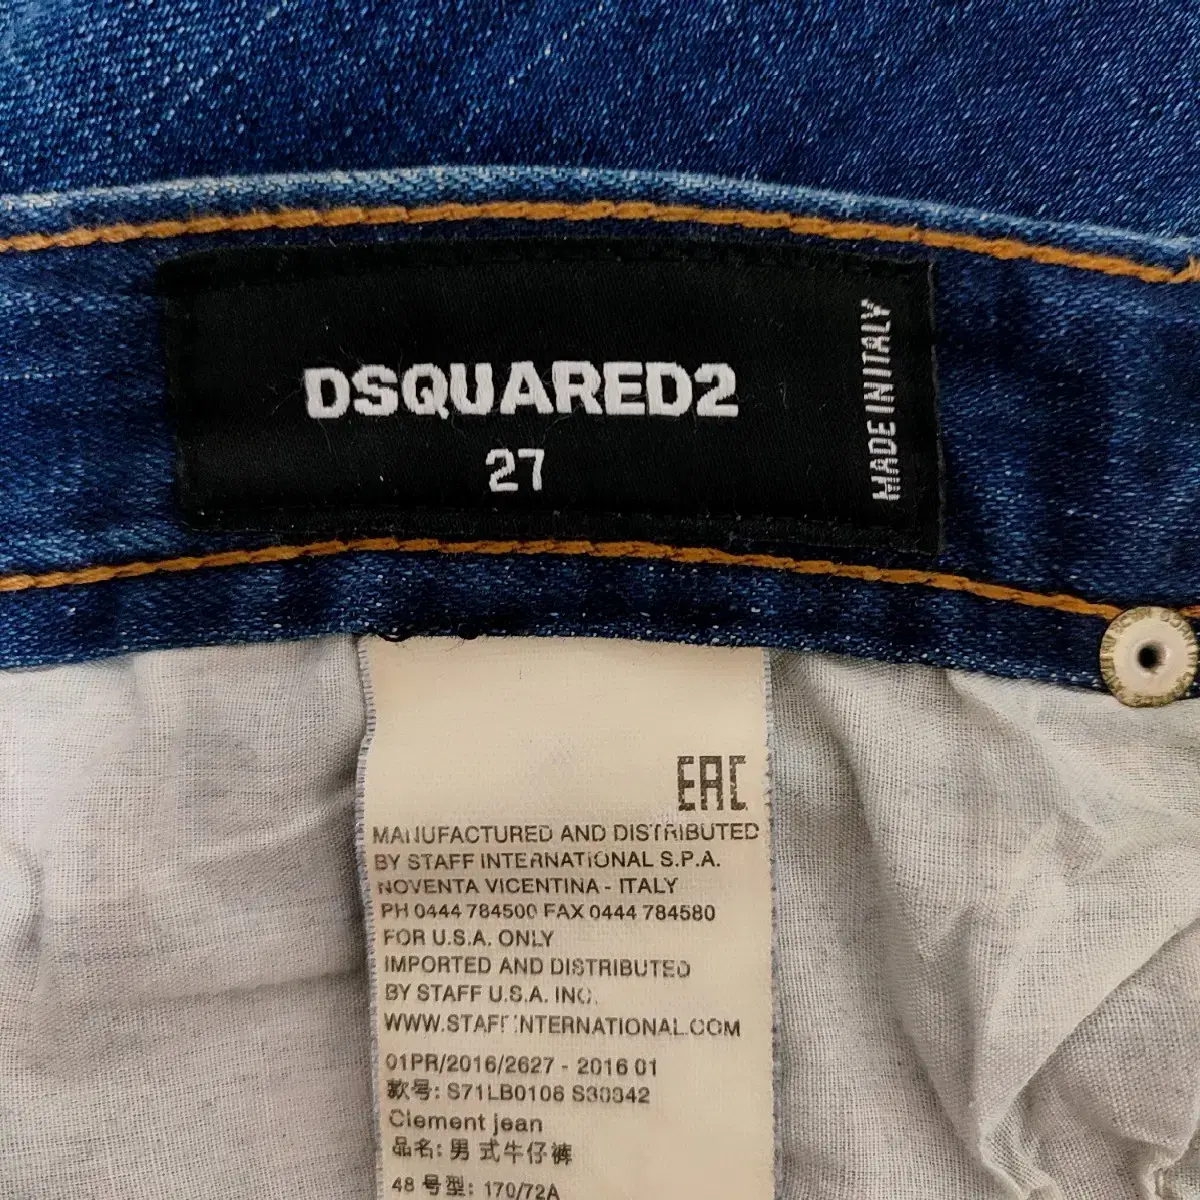 DSQUARED2
27
MADE IN ITALY
EAC
MANUFACTURED AND DISTRIBUTED
BY STAFF INTERNATIONAL S.P.A.
NOVENTA VICENTINA - ITALY
PH 0444 784500 FAX 0444 784580
FOR U.S.A. ONLY
IMPORTED AND DISTRIBUTED
BY STAFF U.S.A. INC.
WWW.STAFFINTERNATIONAL.COM
01PR/2016/2627 - 2016 01
款号: S71LB0106 S30342
Clement jean
品名: 男 式牛仔裤
48 号型: 170/72A